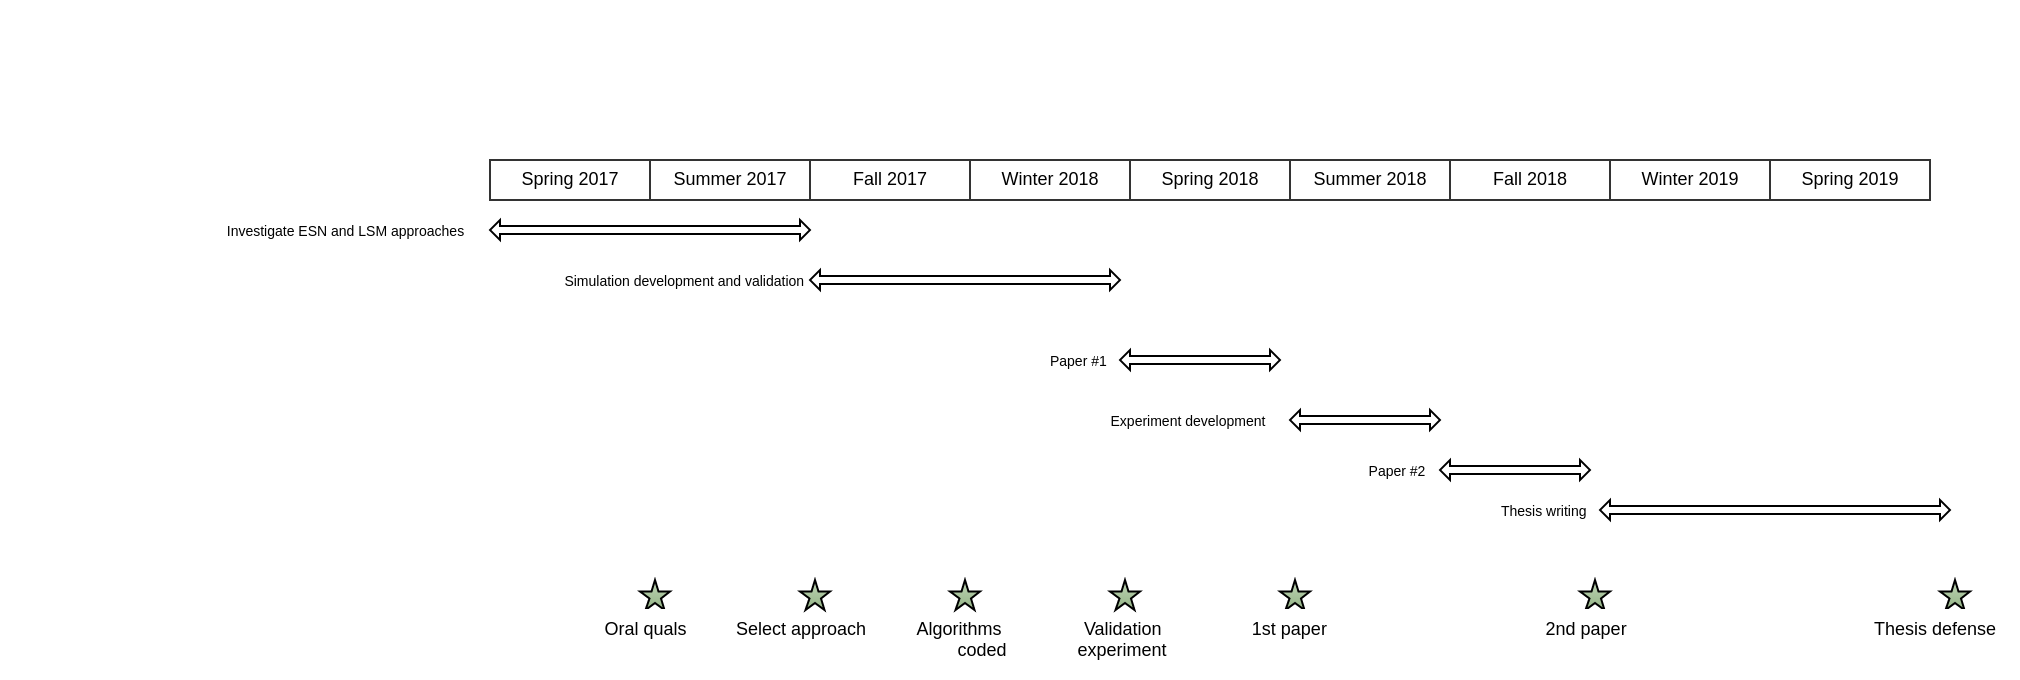 Spring 2017 Summer 2017 Fall 2017 Winter 2018 Spring 2018 Summer 2018 Fall 2018 Winter 2019 Spring 2019
Investigate ESN and LSM approaches
Simulation development and validation
Paper #1
Experiment development
Paper #2
Thesis writing
Oral quals
Select approach
Algorithms
coded
Validation
experiment
1st paper
2nd paper
Thesis defense